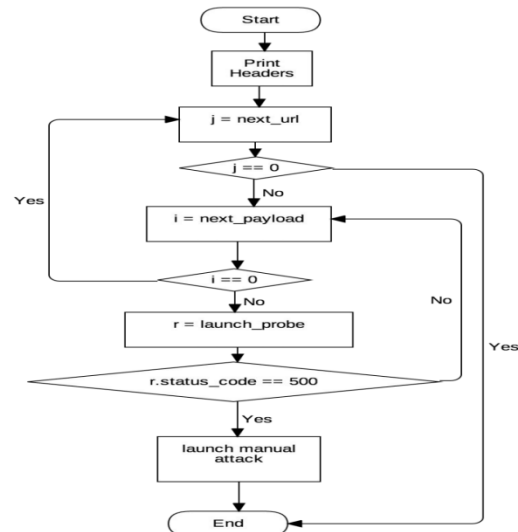 Start
Print
Headers
j = next_url
j == 0
No
Yes
i = next_payload
i == 0
No
No
r = launch_probe
Yes
r.status_code == 500
Yes
launch manual
attack
End